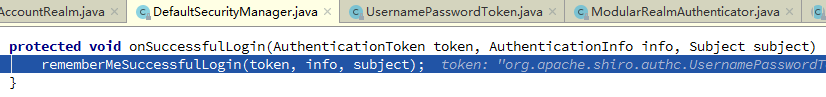 AccountRealm.java DefaultSecurityManager.java UsernamePasswordToken.java ModularRealmAuthenticator.java
protected void onSuccessfulLogin(AuthenticationToken token, AuthenticationInfo info, Subject subject)
rememberMeSuccessfulLogin(token, info, subject); token: "org.apache.shiro.authc.UsernamePasswordT
}